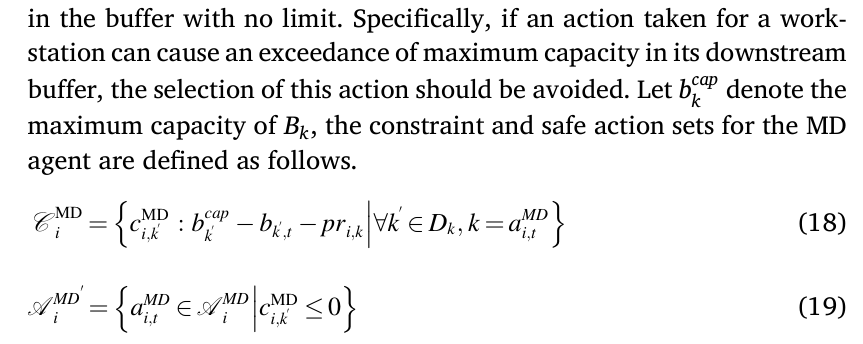 in the buffer with no limit. Specifically, if an action taken for a work-
station can cause an exceedance of maximum capacity in its downstream
buffer, the selection of this action should be avoided. Let $b_k^{cap}$ denote the
maximum capacity of $B_k$, the constraint and safe action sets for the MD
agent are defined as follows.
$\mathscr{C}_i^{\mathrm{MD}} = \left\{ c_{i,k'}^{\mathrm{MD}} : b_{k'}^{cap} - b_{k',t} - pr_{i,k} \middle| \forall k' \in D_k, k = a_{i,t}^{MD} \right\}$ (18)
$\mathscr{A}_i^{MD'} = \left\{ a_{i,t}^{MD} \in \mathscr{A}_i^{MD} \middle| c_{i,k'}^{\mathrm{MD}} \leq 0 \right\}$ (19)